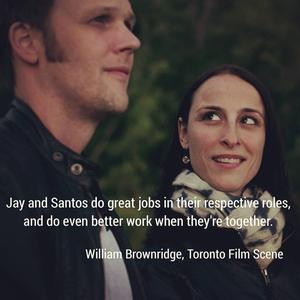 Jay and Santos do great jobs in their respective roles,
and do even better work when they're together.
William Brownridge, Toronto Film Scene